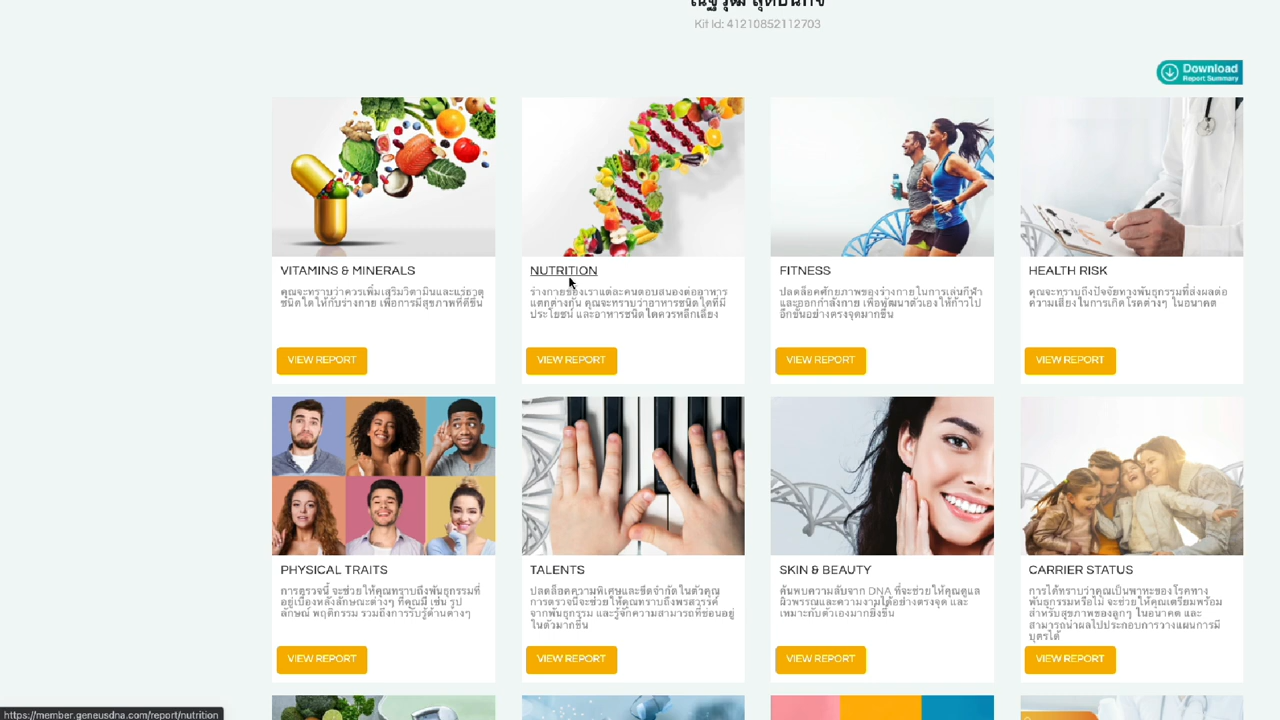 Kit Id: 41210852112703
Download
Report Summary
VITAMINS & MINERALS
คุณจะทราบว่าควรเพิ่มเสริมวิตามินและแร่ธาตุ
ชนิดใดให้กับร่างกาย เพื่อการมีสุขภาพที่ดีขึ้น
VIEW REPORT
NUTRITION
ร่างกายของเราแต่ละคนตอบสนองต่ออาหาร
แตกต่างกัน คุณจะทราบว่าอาหารชนิดใดที่มี
ประโยชน์ และอาหารชนิดใดควรหลีกเลี่ยง
VIEW REPORT
FITNESS
ปลดล็อคศักยภาพของร่างกายในการเล่นกีฬา
และออกกำลังกาย เพื่อพัฒนาตัวเองให้ก้าวไป
อีกขั้นอย่างตรงจุดมากขึ้น
VIEW REPORT
HEALTH RISK
คุณจะทราบถึงปัจจัยทางพันธุกรรมที่ส่งผลต่อ
ความเสี่ยงในการเกิดโรคต่างๆ ในอนาคต
VIEW REPORT
PHYSICAL TRAITS
การตรวจนี้ จะช่วยให้คุณทราบถึงพันธุกรรมที่
อยู่เบื้องหลังลักษณะต่างๆ ที่คุณมี เช่น รูป
ลักษณ์ พฤติกรรม รวมถึงการรับรู้ด้านต่างๆ
VIEW REPORT
TALENTS
ปลดล็อคความพิเศษและขีดจำกัดในตัวคุณ
การตรวจนี้จะช่วยให้คุณทราบถึงพรสวรรค์
จากพันธุกรรม และรู้จักความสามารถที่ซ่อนอยู่
ในตัวมากขึ้น
VIEW REPORT
SKIN & BEAUTY
ค้นพบความลับจาก DNA ที่จะช่วยให้คุณดูแล
ผิวพรรณและความงามได้อย่างตรงจุด และ
เหมาะกับตัวเองมากยิ่งขึ้น
VIEW REPORT
CARRIER STATUS
การได้ทราบว่าคุณเป็นพาหะของโรคทาง
พันธุกรรมหรือไม่ จะช่วยให้คุณเตรียมพร้อม
สำหรับสุขภาพของลูกๆ ในอนาคต และ
สามารถนำผลไปประกอบการวางแผนการมี
บุตรได้
VIEW REPORT
https://member.geneusdna.com/report/nutrition